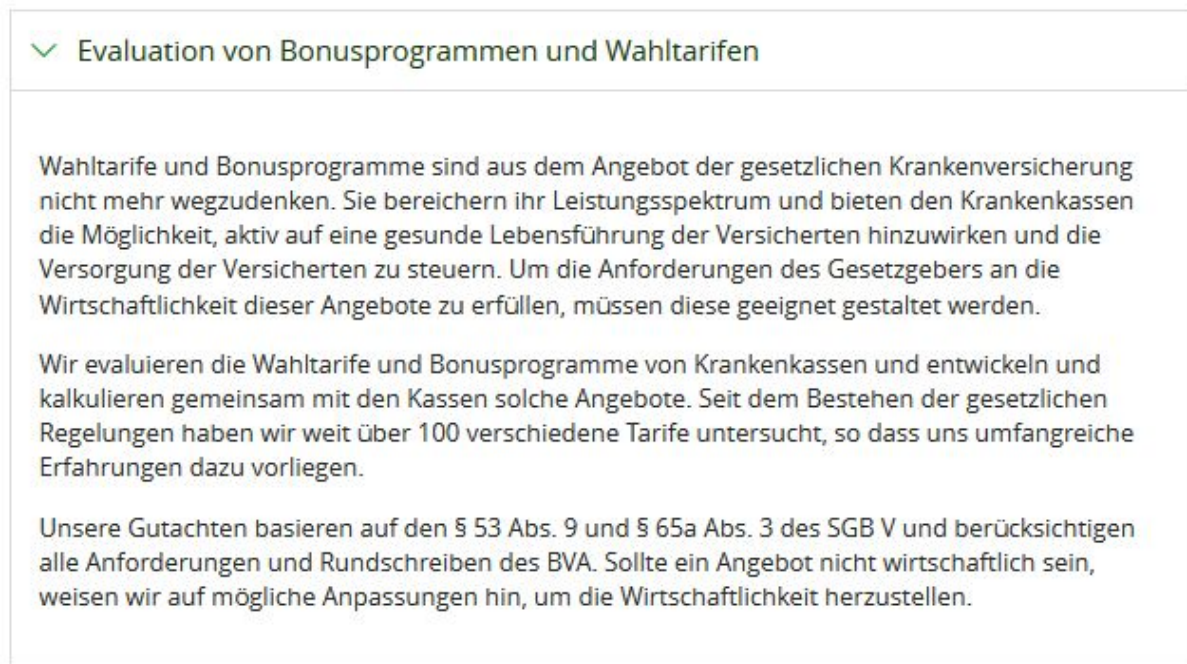 Evaluation von Bonusprogrammen und Wahltarifen
Wahltarife und Bonusprogramme sind aus dem Angebot der gesetzlichen Krankenversicherung
nicht mehr wegzudenken. Sie bereichern ihr Leistungsspektrum und bieten den Krankenkassen
die Möglichkeit, aktiv auf eine gesunde Lebensführung der Versicherten hinzuwirken und die
Versorgung der Versicherten zu steuern. Um die Anforderungen des Gesetzgebers an die
Wirtschaftlichkeit dieser Angebote zu erfüllen, müssen diese geeignet gestaltet werden.
Wir evaluieren die Wahltarife und Bonusprogramme von Krankenkassen und entwickeln und
kalkulieren gemeinsam mit den Kassen solche Angebote. Seit dem Bestehen der gesetzlichen
Regelungen haben wir weit über 100 verschiedene Tarife untersucht, so dass uns umfangreiche
Erfahrungen dazu vorliegen.
Unsere Gutachten basieren auf den § 53 Abs. 9 und § 65a Abs. 3 des SGB V und berücksichtigen
alle Anforderungen und Rundschreiben des BVA. Sollte ein Angebot nicht wirtschaftlich sein,
weisen wir auf mögliche Anpassungen hin, um die Wirtschaftlichkeit herzustellen.